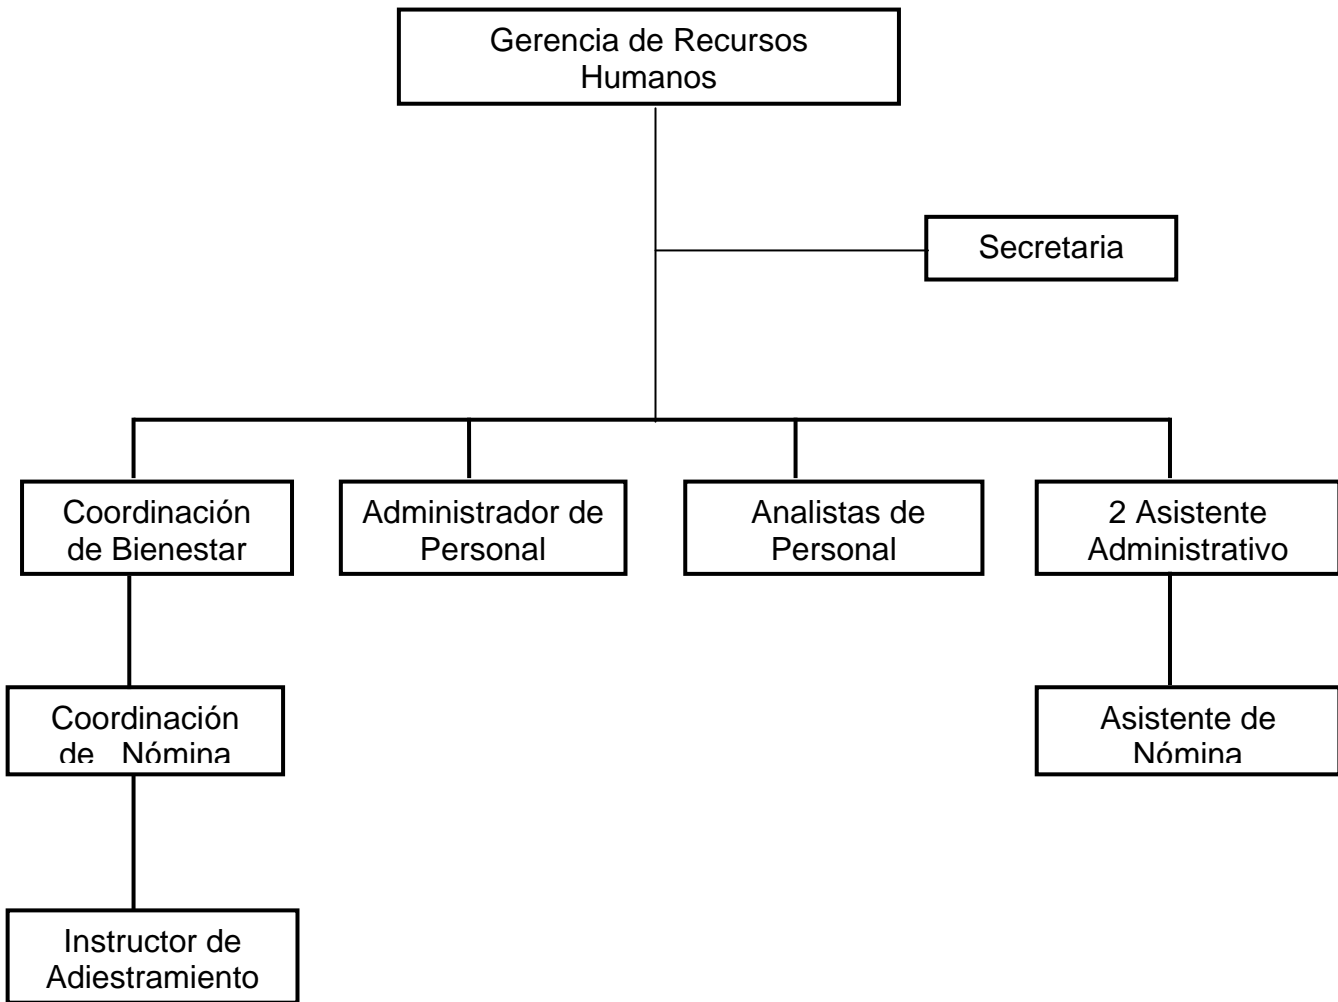 Gerencia de Recursos
Humanos
Secretaria
Coordinación
de Bienestar
Administrador de
Personal
Analistas de
Personal
2 Asistente
Administrativo
Coordinación
de Nómina
Asistente de
Nómina
Instructor de
Adiestramiento